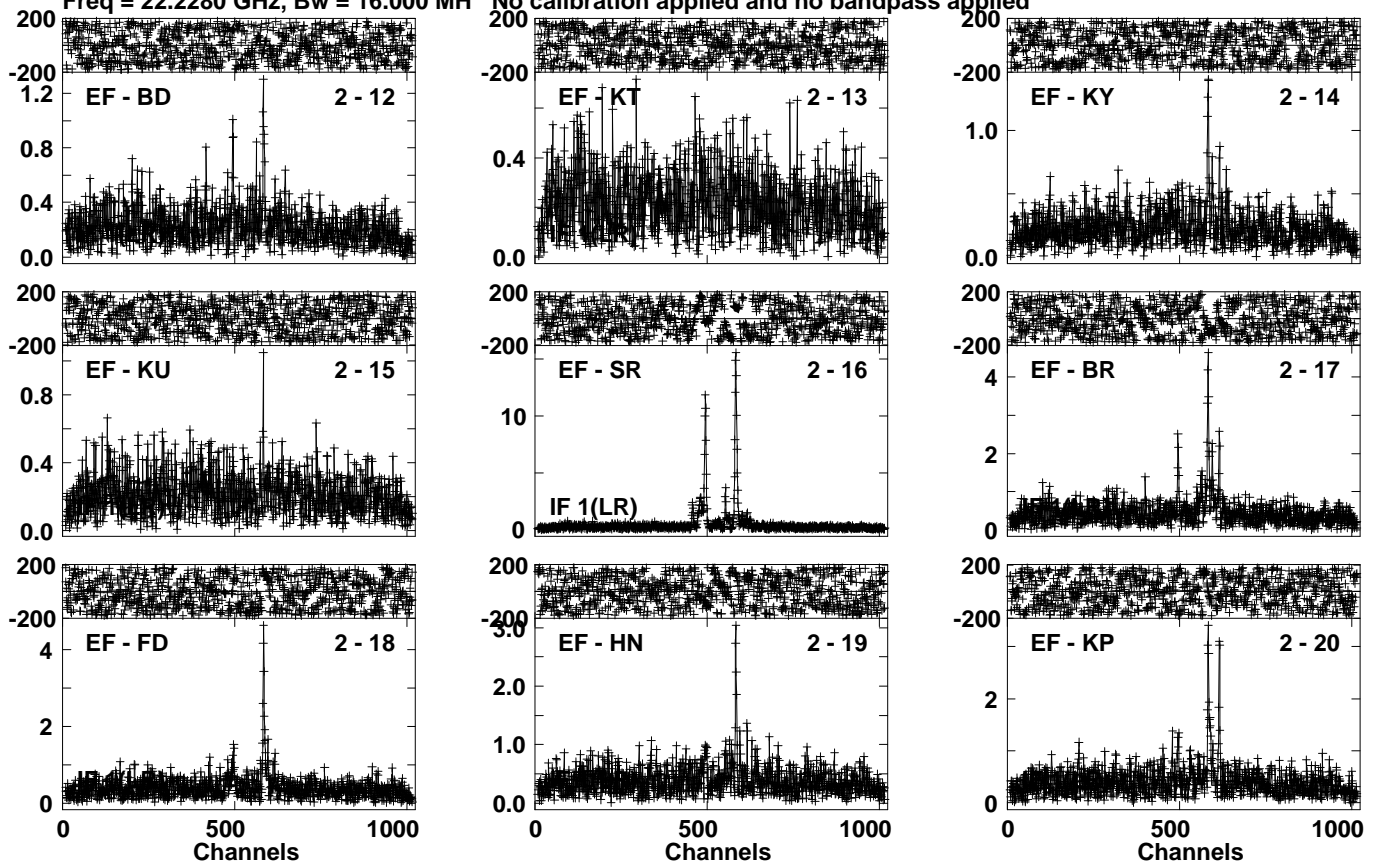 Freq = 22.2280 GHz, Bw = 16.000 MH No calibration applied and no bandpass applied
200
-200
EF - BD 2 - 12
1.2
0.8
0.4
0.0
200
-200
EF - KT 2 - 13
0.4
0.0
200
-200
EF - KY 2 - 14
1.0
0.0
200
-200
EF - KU 2 - 15
0.8
0.4
0.0
200
-200
EF - SR 2 - 16
10
IF 1(LR)
0
200
-200
EF - BR 2 - 17
4
2
0
200
-200
EF - FD 2 - 18
4
2
0
0 500 1000
Channels
200
-200
3.0
EF - HN 2 - 19
2.0
1.0
0.0
0 500 1000
Channels
200
-200
EF - KP 2 - 20
2
0
0 500 1000
Channels